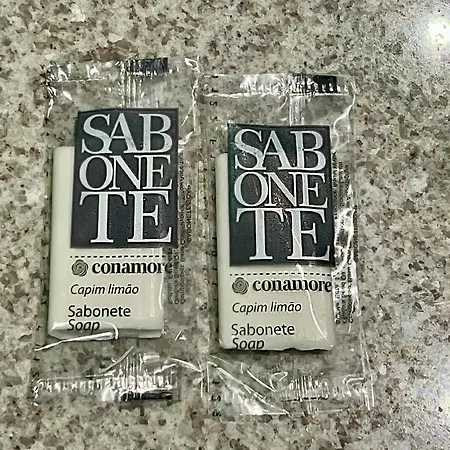 SAB
ONE
TE
conamore
Capim limão
Sabonete
Soap
SAB
ONE
TE
conamore
Capim limão
Sabonete
Soap